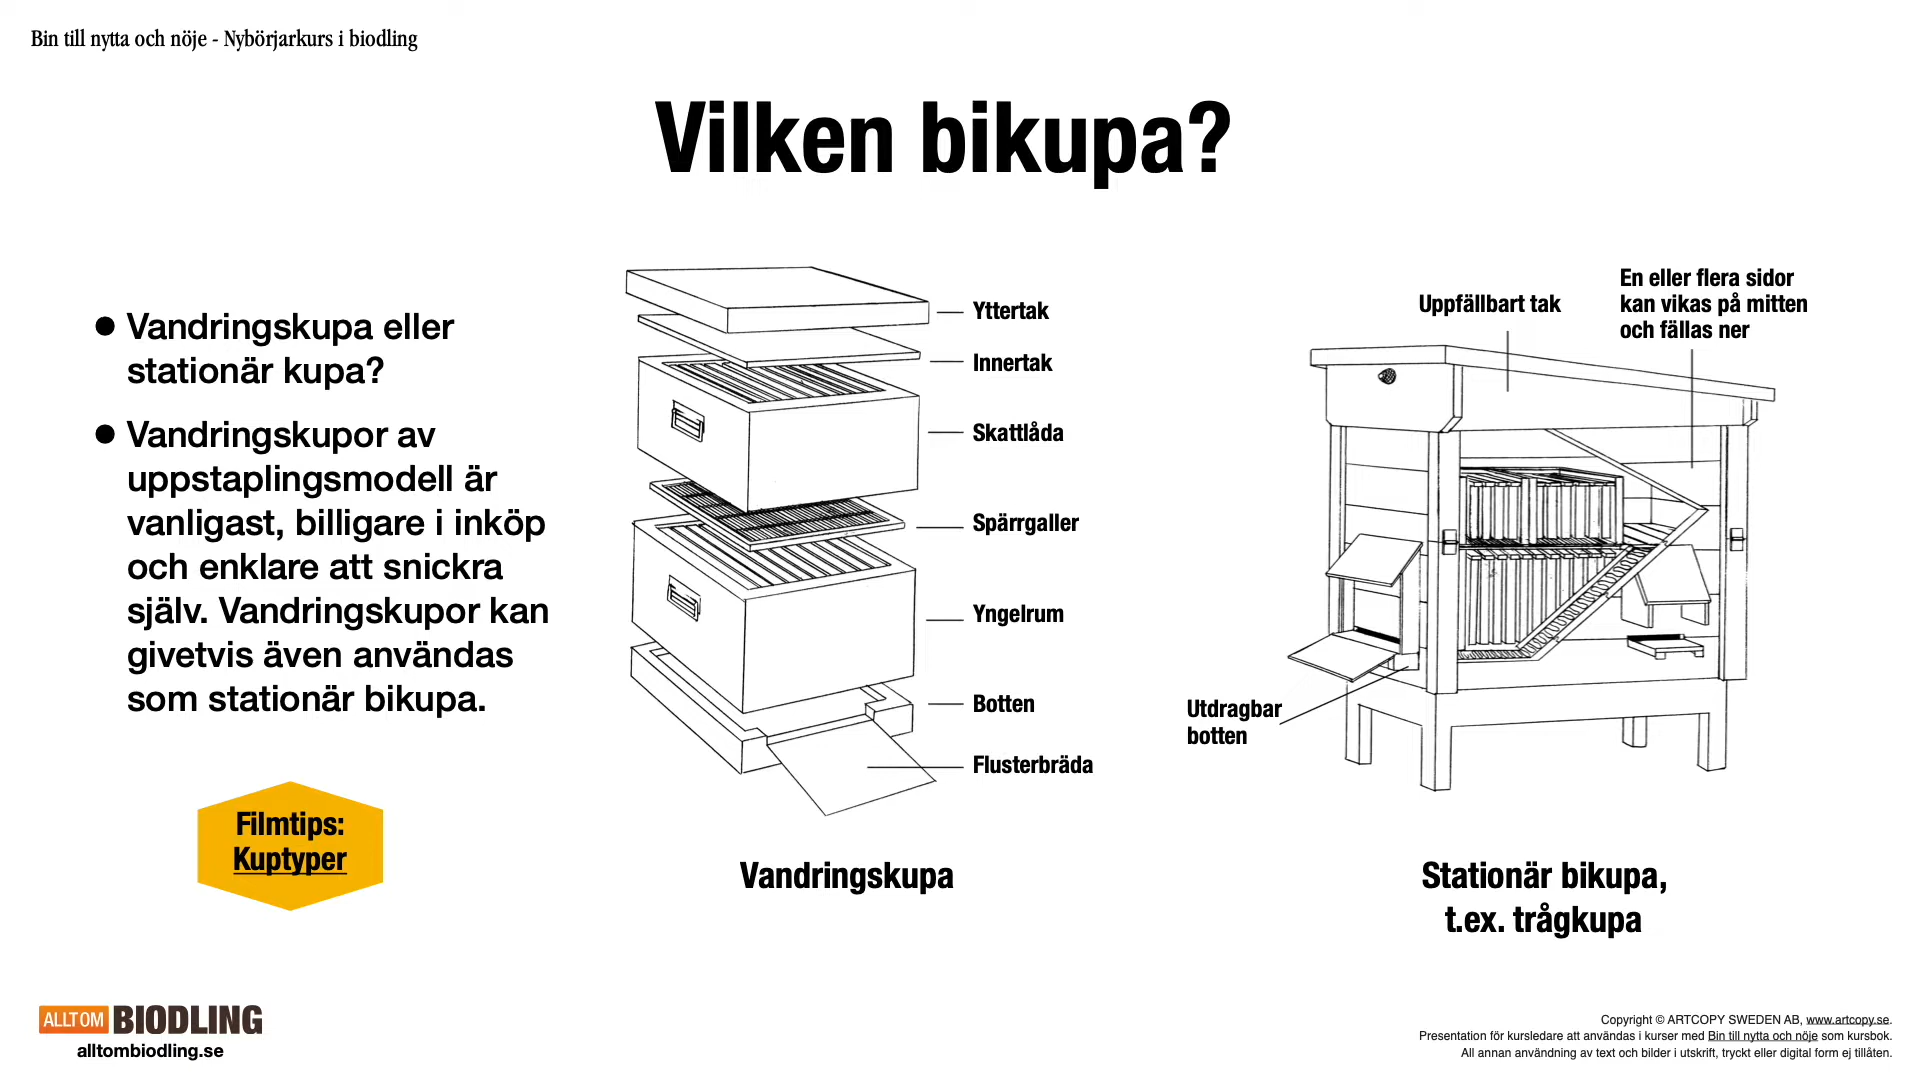 Bin till nytta och nöje - Nybörjarkurs i biodling
Vilken bikupa?
● Vandringskupa eller
stationär kupa?
● Vandringskupor av
uppstaplingsmodell är
vanligast, billigare i inköp
och enklare att snickra
själv. Vandringskupor kan
givetvis även användas
som stationär bikupa.
Filmtips:
Kuptyper
Yttertak
Innertak
Skattlåda
Spärrgaller
Yngelrum
Botten
Flusterbräda
Vandringskupa
Uppfällbart tak
En eller flera sidor
kan vikas på mitten
och fällas ner
Utdragbar
botten
Stationär bikupa,
t.ex. trågkupa
ALLTOM BIODLING
alltombiodling.se
Copyright © ARTCOPY SWEDEN AB, www.artcopy.se.
Presentation för kursledare att användas i kurser med Bin till nytta och nöje som kursbok.
All annan användning av text och bilder i utskrift, tryckt eller digital form ej tillåten.